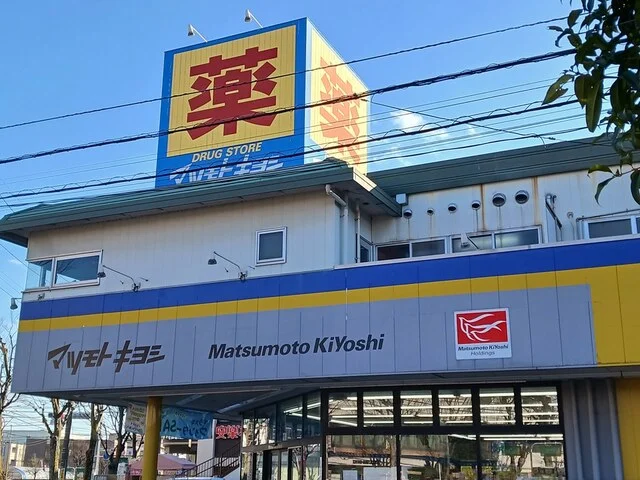 薬
薬
DRUG STORE
マツモトキヨシ
マツモトキヨシ
Matsumoto KiYoshi
Matsumoto KiYoshi
Holdings